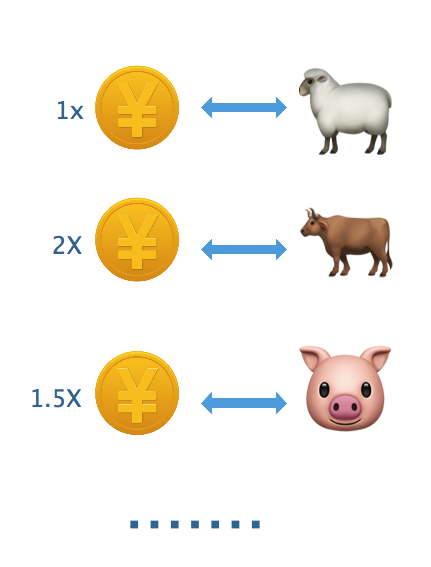 1x ¥
2X ¥
1.5X ¥
.......